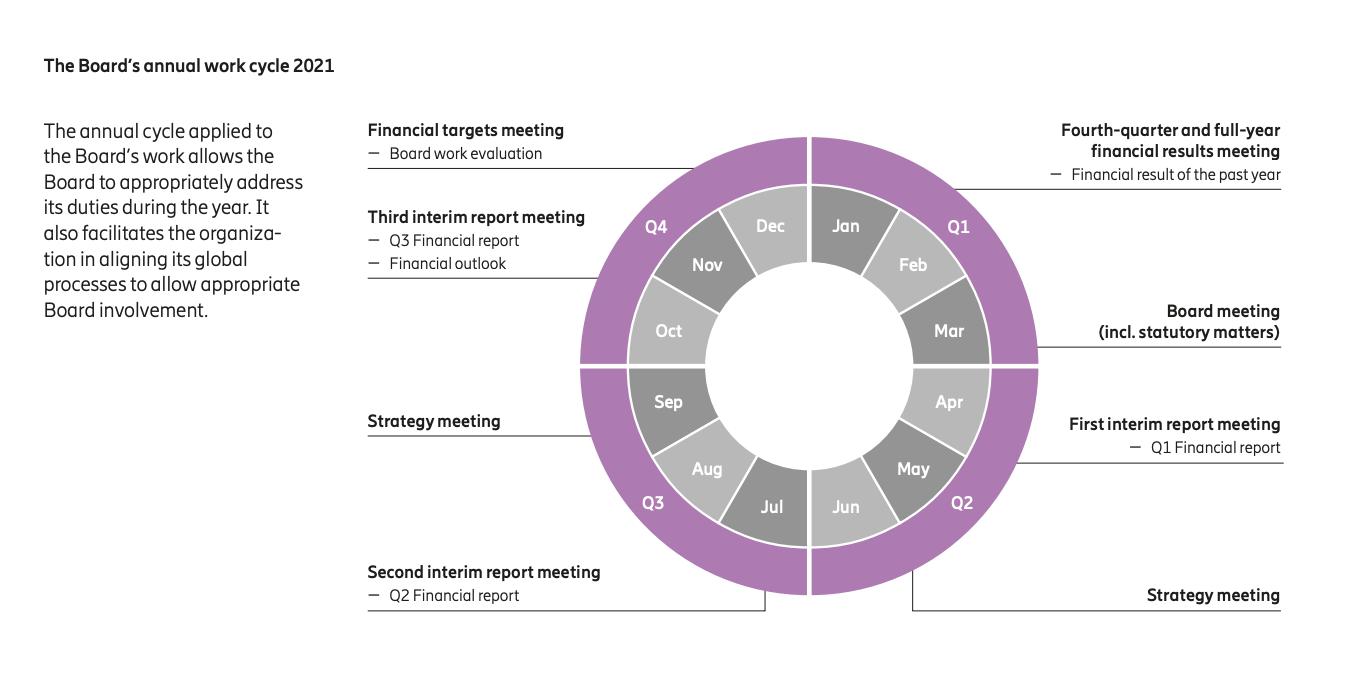 The Board's annual work cycle 2021
The annual cycle applied to
the Board's work allows the
Board to appropriately address
its duties during the year. It
also facilitates the organiza-
tion in aligning its global
processes to allow appropriate
Board involvement.
Financial targets meeting
– Board work evaluation
Third interim report meeting
– Q3 Financial report
– Financial outlook
Strategy meeting
Second interim report meeting
– Q2 Financial report
Q4
Q1
Q3
Q2
Dec
Jan
Nov
Feb
Oct
Mar
Sep
Apr
Aug
May
Jul
Jun
Fourth-quarter and full-year
financial results meeting
– Financial result of the past year
Board meeting
(incl. statutory matters)
First interim report meeting
– Q1 Financial report
Strategy meeting